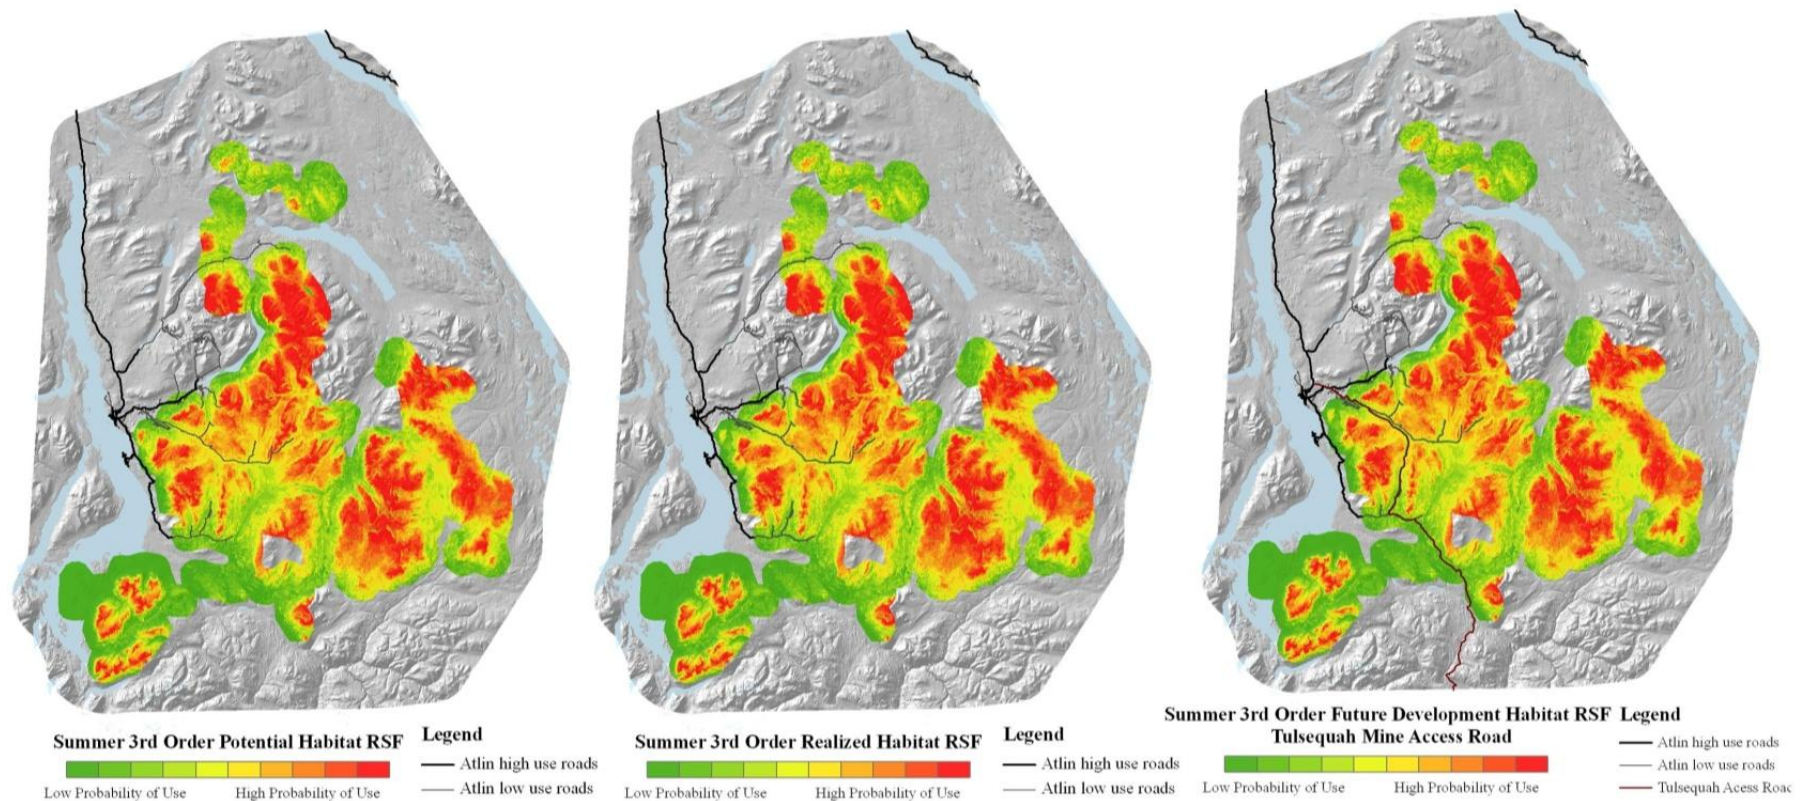 Summer 3rd Order Potential Habitat RSF
Low Probability of Use
High Probability of Use
Legend
Atlin high use roads
Atlin low use roads
Summer 3rd Order Realized Habitat RSF
Low Probability of Use
High Probability of Use
Legend
Atlin high use roads
Atlin low use roads
Summer 3rd Order Future Development Habitat RSF
Tulsequah Mine Access Road
Low Probability of Use
High Probability of Use
Legend
Atlin high use roads
Atlin low use roads
Tulsequah Acess Roac